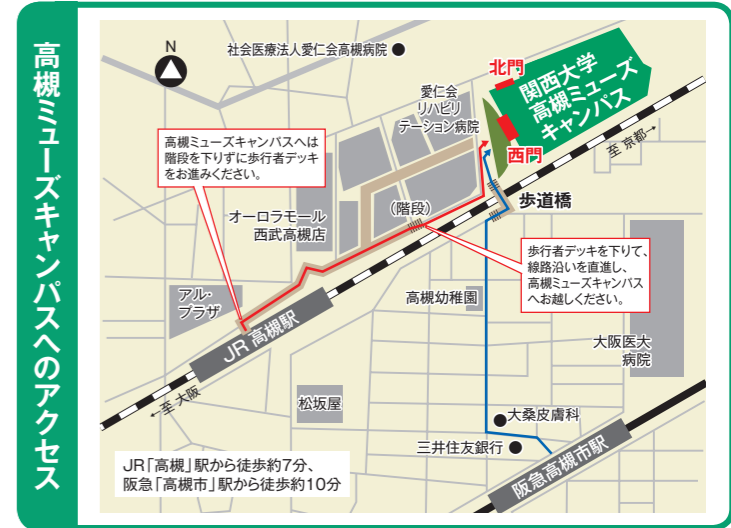 高槻ミューズキャンパスへのアクセス
N
社会医療法人愛仁会高槻病院
北門
関西大学
高槻ミューズ
キャンパス
愛仁会
リハビリ
テーション病院
西門
至 京都→
高槻ミューズキャンパスへは
階段を下りずに歩行者デッキ
をお進みください。
歩道橋
(階段)
オーロラモール
西武高槻店
歩行者デッキを下りて、
線路沿いを直進し、
高槻ミューズキャンパス
へお越しください。
アル・
プラザ
高槻幼稚園
JR 高槻駅
大阪医大
病院
←至 大阪
松坂屋
大桑皮膚科
三井住友銀行
阪急高槻市駅
JR「高槻」駅から徒歩約7分、
阪急「高槻市」駅から徒歩約10分